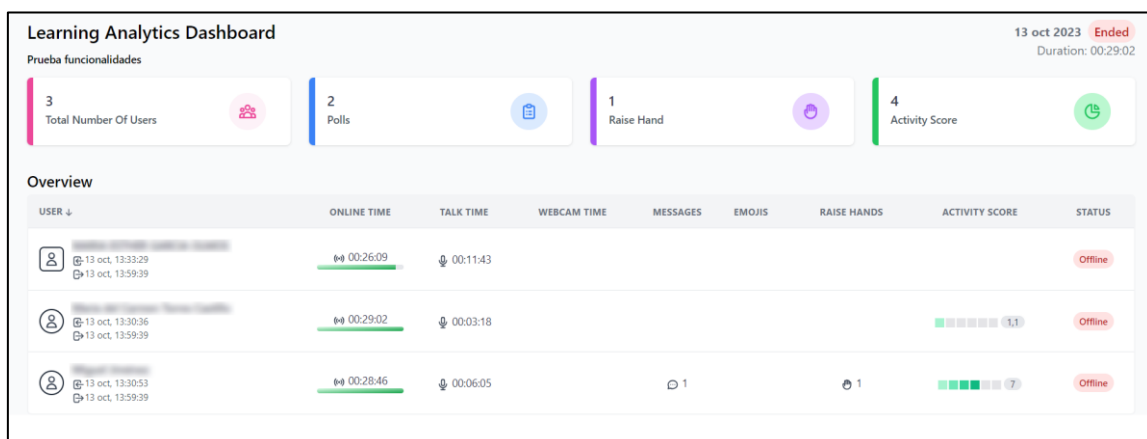 Learning Analytics Dashboard
13 oct 2023 Ended
Prueba funcionalidades
Duration: 00:29:02
3
Total Number Of Users
2
Polls
1
Raise Hand
4
Activity Score
Overview
USER ↓ ONLINE TIME TALK TIME WEBCAM TIME MESSAGES EMOJIS RAISE HANDS ACTIVITY SCORE STATUS
13 oct, 13:33:29
13 oct, 13:59:39
00:26:09 00:11:43 Offline
13 oct, 13:30:36
13 oct, 13:59:39
00:29:02 00:03:18 1,1 Offline
13 oct, 13:30:53
13 oct, 13:59:39
00:28:46 00:06:05 1 1 7 Offline